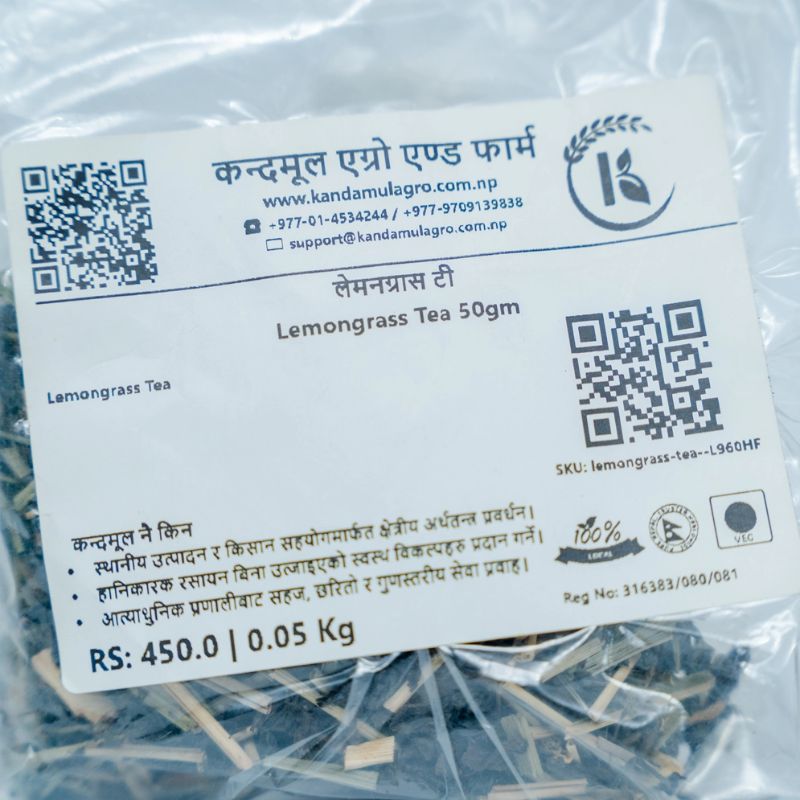 कन्दमूल एग्रो एण्ड फार्म
www.kandamulagro.com.np
+977-01-4534244 / +977-9709139838
support@kandamulagro.com.np
लेमनग्रास टी
Lemongrass Tea 50gm
Lemongrass Tea
SKU: lemongrass-tea--L960HF
कन्दमूल नै किन
• स्थानीय उत्पादन र किसान सहयोगमार्फत क्षेत्रीय अर्थतन्त्र प्रवर्धन।
• हानिकारक रसायन विना उत्जाइएको स्वस्थ विकल्पहरु प्रदान गर्ने।
• आत्याधुनिक प्रणालीबाट सहज, छरितो र गुणस्तरीय सेवा प्रवाह।
100%
LOCAL
VEG
Reg No: 316383/080/081
RS: 450.0 | 0.05 Kg